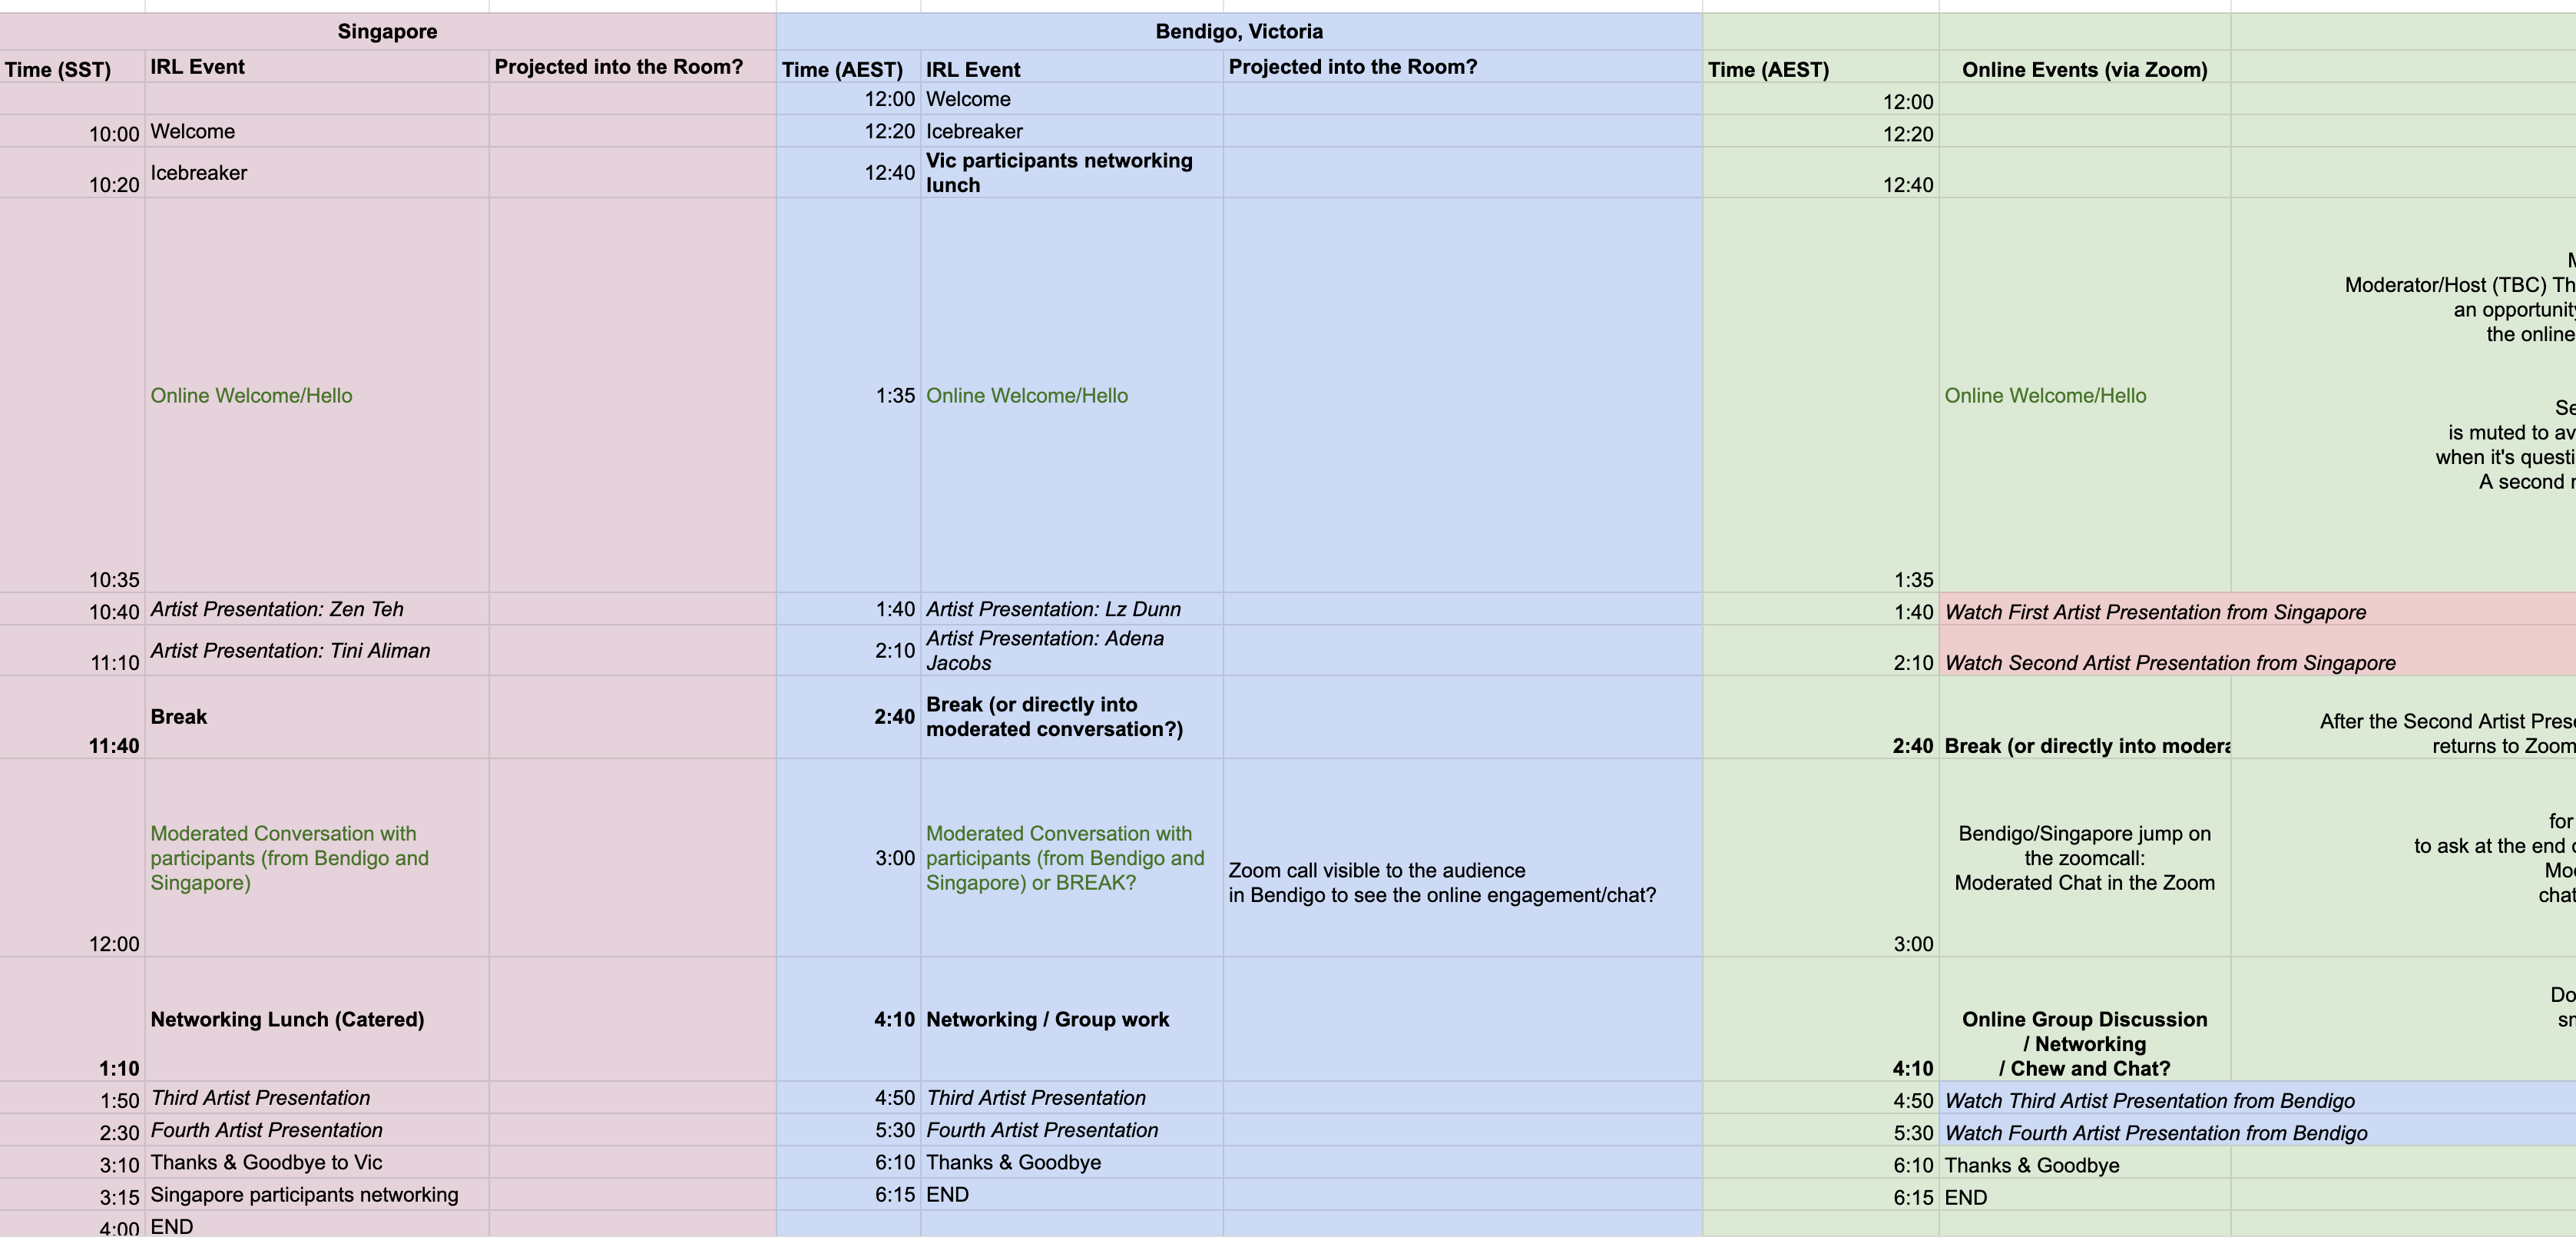 Singapore
Bendigo, Victoria
Time (SST) IRL Event Projected into the Room? Time (AEST) IRL Event Projected into the Room? Time (AEST) Online Events (via Zoom)
12:00 Welcome 12:00
10:00 Welcome 12:20 Icebreaker 12:20
10:20 Icebreaker 12:40 Vic participants networking
lunch
12:40
M
Moderator/Host (TBC) Th
an opportunity
the online
Online Welcome/Hello 1:35 Online Welcome/Hello Online Welcome/Hello
Se
is muted to av
when it's questi
A second r
10:35 1:35
10:40 Artist Presentation: Zen Teh 1:40 Artist Presentation: Lz Dunn 1:40 Watch First Artist Presentation from Singapore
11:10 Artist Presentation: Tini Aliman 2:10 Artist Presentation: Adena
Jacobs
2:10 Watch Second Artist Presentation from Singapore
11:40 Break 2:40 Break (or directly into
moderated conversation?)
2:40 Break (or directly into modera
After the Second Artist Prese
returns to Zoom
Moderated Conversation with
participants (from Bendigo and
Singapore)
12:00
3:00 Moderated Conversation with
participants (from Bendigo and
Singapore) or BREAK?
Zoom call visible to the audience
in Bendigo to see the online engagement/chat?
3:00
Bendigo/Singapore jump on
the zoomcall:
Moderated Chat in the Zoom
for
to ask at the end o
Mod
chat
1:10 Networking Lunch (Catered) 4:10 Networking / Group work
4:10 Online Group Discussion
/ Networking
/ Chew and Chat?
Do
sm
1:50 Third Artist Presentation 4:50 Third Artist Presentation 4:50 Watch Third Artist Presentation from Bendigo
2:30 Fourth Artist Presentation 5:30 Fourth Artist Presentation 5:30 Watch Fourth Artist Presentation from Bendigo
3:10 Thanks & Goodbye to Vic 6:10 Thanks & Goodbye 6:10 Thanks & Goodbye
3:15 Singapore participants networking 6:15 END 6:15 END
4:00 END